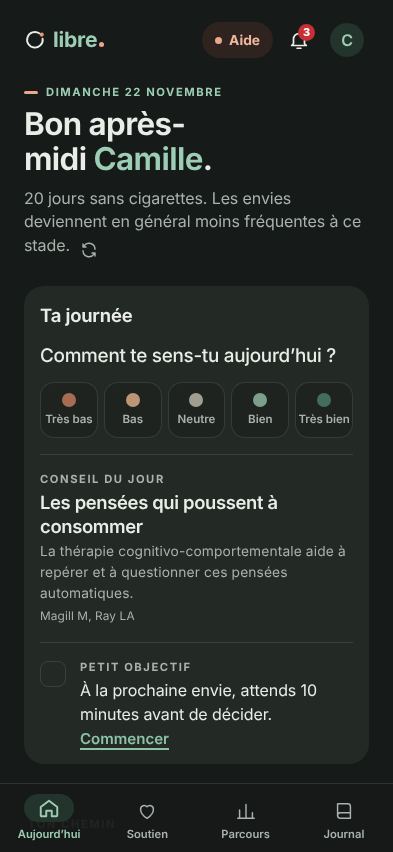 libre.
Aide
3
C
DIMANCHE 22 NOVEMBRE
Bon après-
midi Camille.
20 jours sans cigarettes. Les envies
deviennent en général moins fréquentes à ce
stade.
Ta journée
Comment te sens-tu aujourd’hui ?
Très bas
Bas
Neutre
Bien
Très bien
CONSEIL DU JOUR
Les pensées qui poussent à
consommer
La thérapie cognitivo-comportementale aide à
repérer et à questionner ces pensées
automatiques.
Magill M, Ray LA
PETIT OBJECTIF
À la prochaine envie, attends 10
minutes avant de décider.
Commencer
Aujourd’hui
Soutien
Parcours
Journal